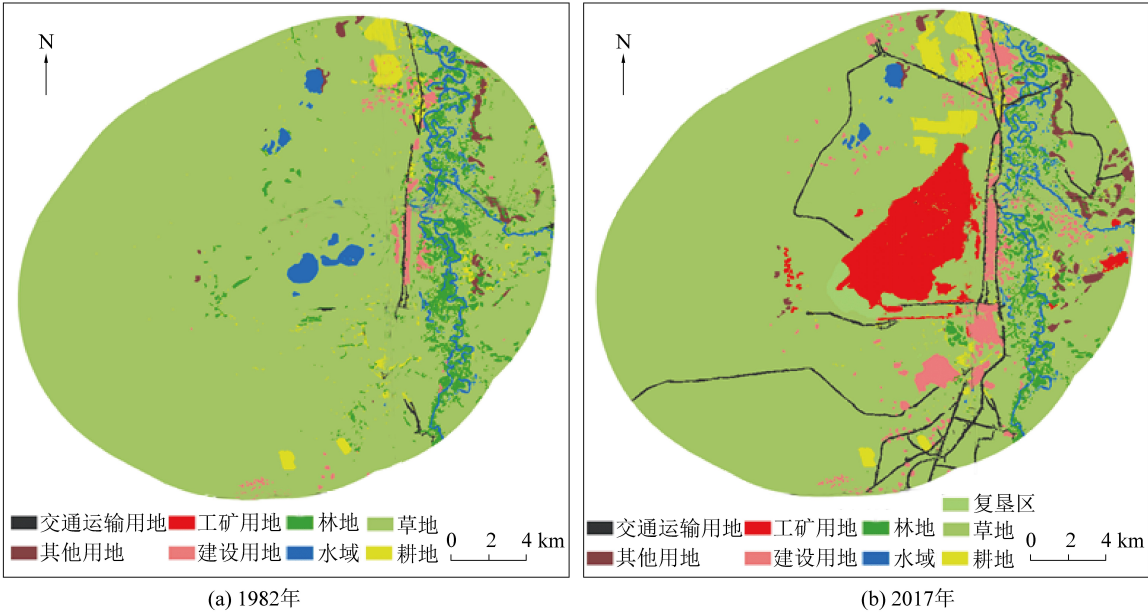 N
交通运输用地 工矿用地 林地 草地
其他用地 建设用地 水域 耕地
0 2 4 km
(a) 1982年
N
复垦区
交通运输用地 工矿用地 林地 草地
其他用地 建设用地 水域 耕地
0 2 4 km
(b) 2017年